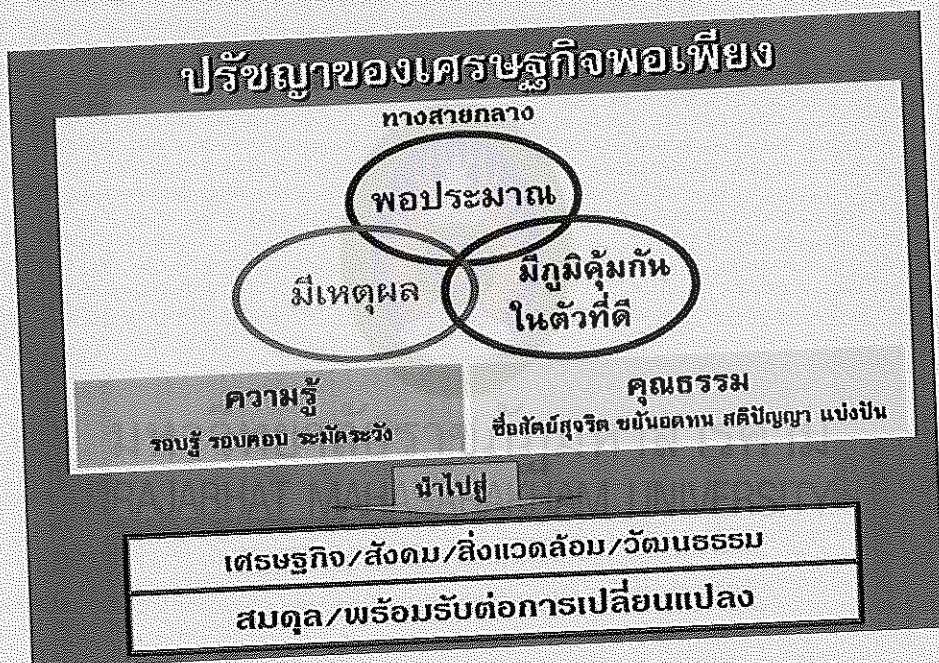 ปรัชญาของเศรษฐกิจพอเพียง
ทางสายกลาง
พอประมาณ
มีเหตุผล
มีภูมิคุ้มกัน
ในตัวที่ดี
ความรู้
รอบรู้ รอบคอบ ระมัดระวัง
คุณธรรม
ซื่อสัตย์สุจริต ขยันอดทน สติปัญญา แบ่งปัน
นำไปสู่
เศรษฐกิจ/สังคม/สิ่งแวดล้อม/วัฒนธรรม
สมดุล/พร้อมรับต่อการเปลี่ยนแปลง